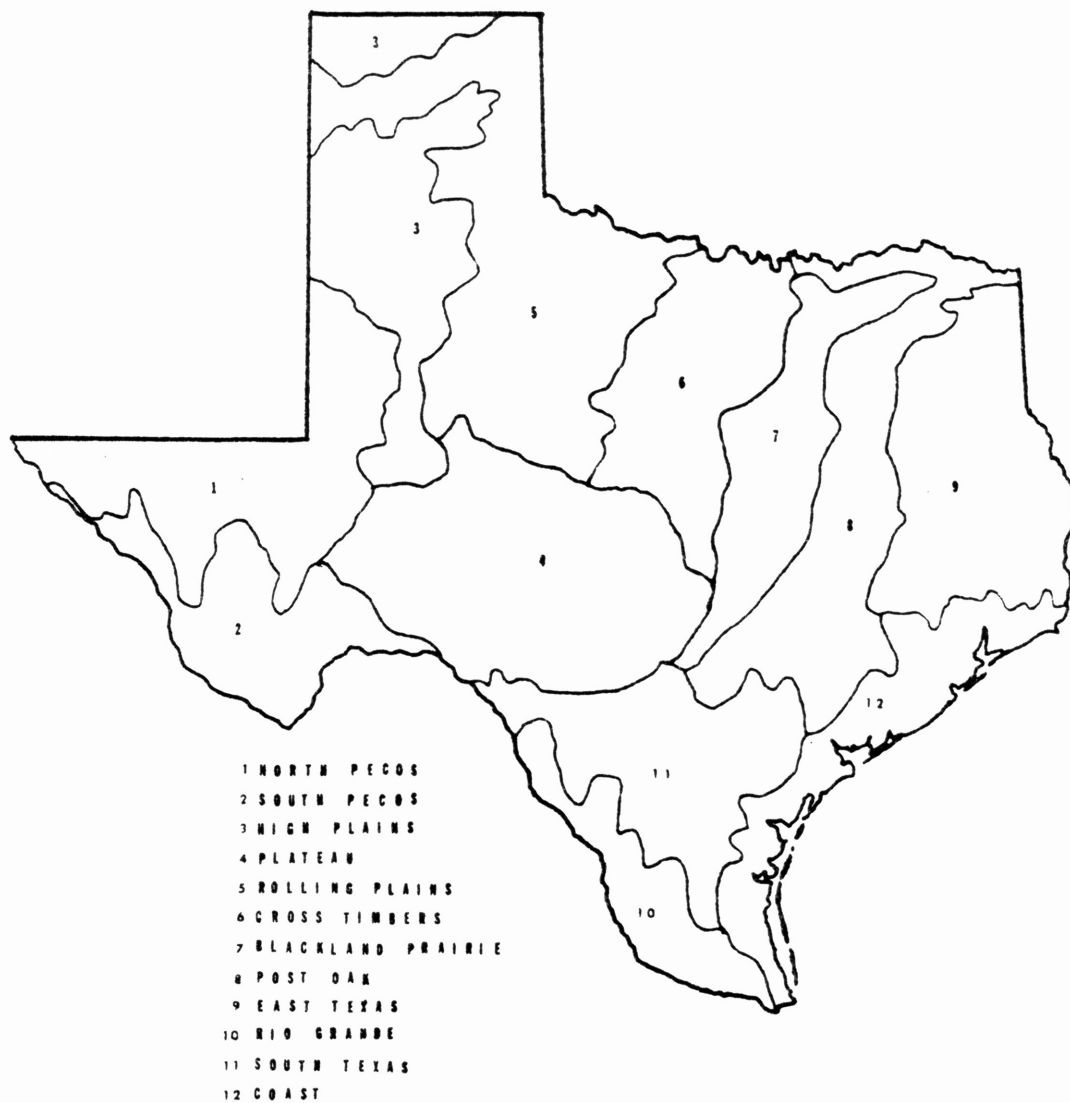 3
3
5
6
7
1
9
8
4
2
12
11
10
1 NORTH PECOS
2 SOUTH PECOS
3 HIGH PLAINS
4 PLATEAU
5 ROLLING PLAINS
6 CROSS TIMBERS
7 BLACKLAND PRAIRIE
8 POST OAK
9 EAST TEXAS
10 RIO GRANDE
11 SOUTH TEXAS
12 COAST